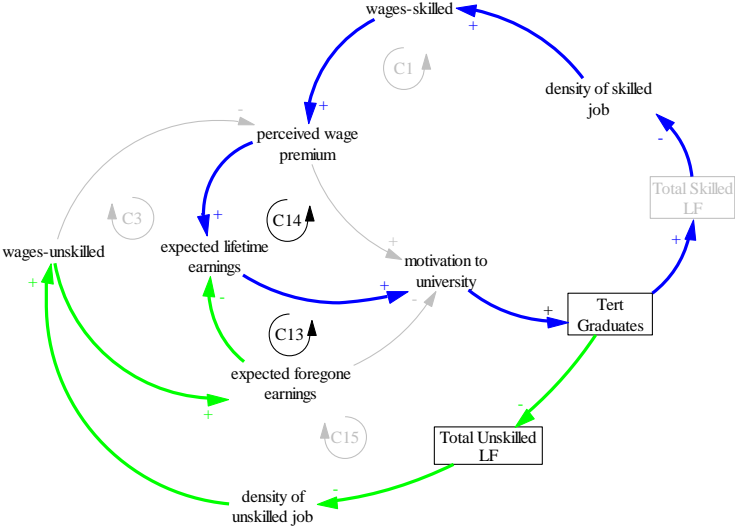 wages-skilled
+
C1
density of skilled
job
-
+
-
perceived wage
premium
Total Skilled
LF
C3
+
C14
+
+
wages-unskilled
expected lifetime
earnings
motivation to
university
+
-
+
-
+
Tert
Graduates
C13
expected foregone
earnings
+
-
C15
Total Unskilled
LF
-
density of
unskilled job